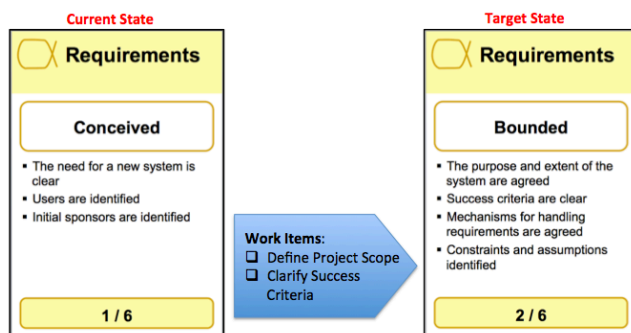 Current State
Requirements
Conceived
▪ The need for a new system is
clear
▪ Users are identified
▪ Initial sponsors are identified
1 / 6
Work Items:
❑ Define Project Scope
❑ Clarify Success
Criteria
Target State
Requirements
Bounded
▪ The purpose and extent of the
system are agreed
▪ Success criteria are clear
▪ Mechanisms for handling
requirements are agreed
▪ Constraints and assumptions
identified
2 / 6